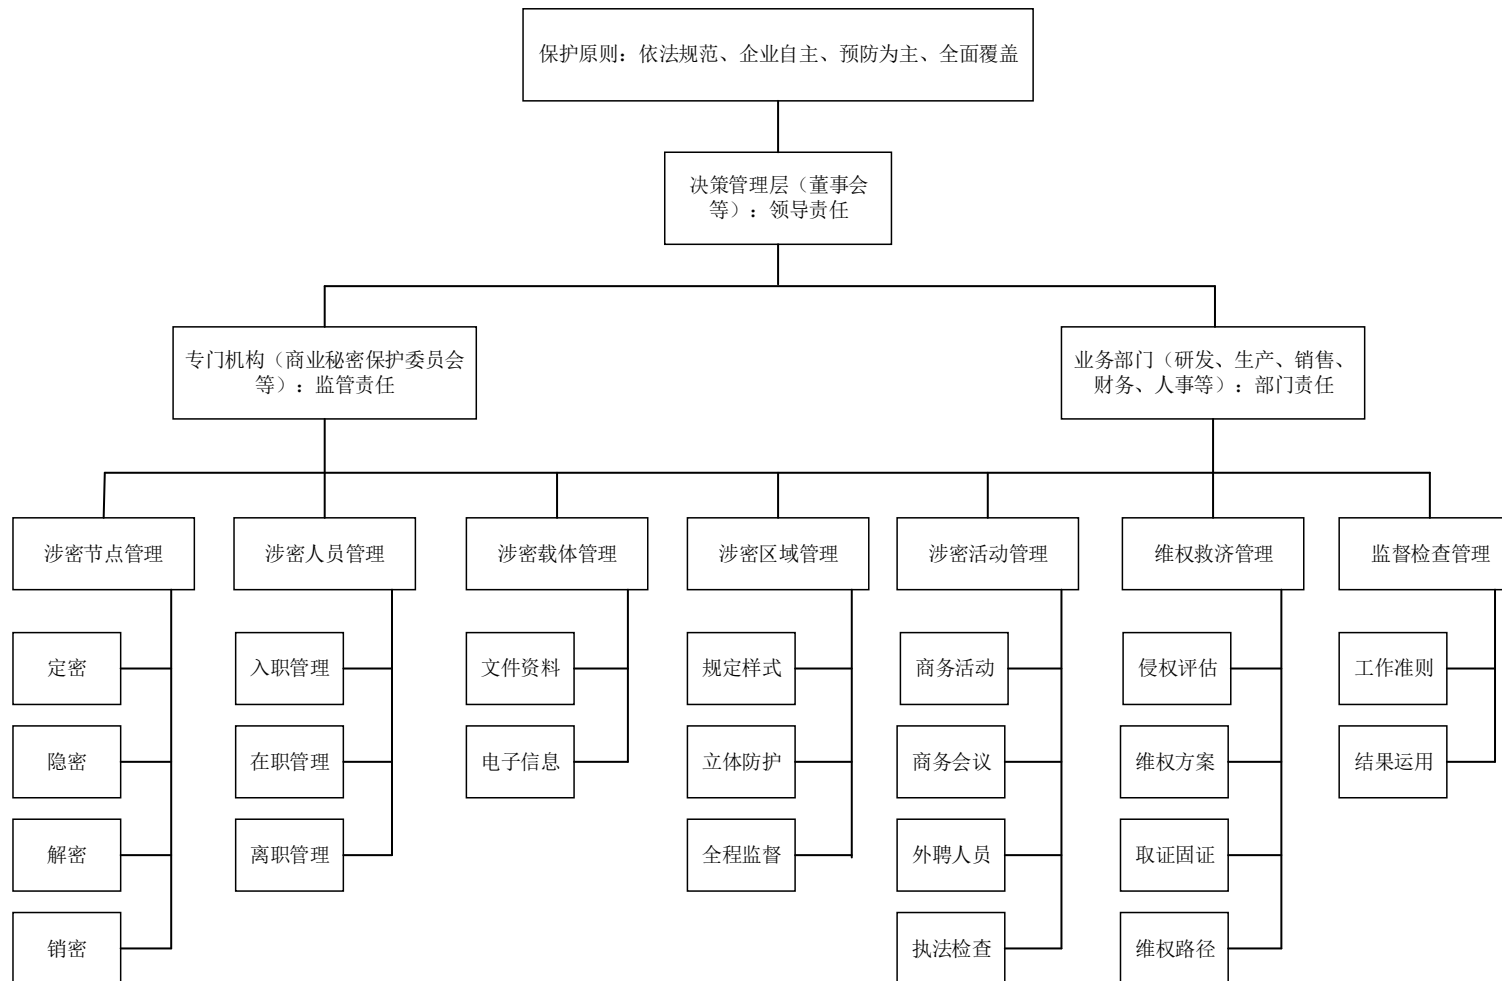 保护原则：依法规范、企业自主、预防为主、全面覆盖
决策管理层（董事会
等）：领导责任
专门机构（商业秘密保护委员会
等）：监管责任
业务部门（研发、生产、销售、
财务、人事等）：部门责任
涉密节点管理
涉密人员管理
涉密载体管理
涉密区域管理
涉密活动管理
维权救济管理
监督检查管理
定密
入职管理
文件资料
规定样式
商务活动
侵权评估
工作准则
隐密
在职管理
电子信息
立体防护
商务会议
维权方案
结果运用
解密
离职管理
全程监督
外聘人员
取证固证
销密
执法检查
维权路径